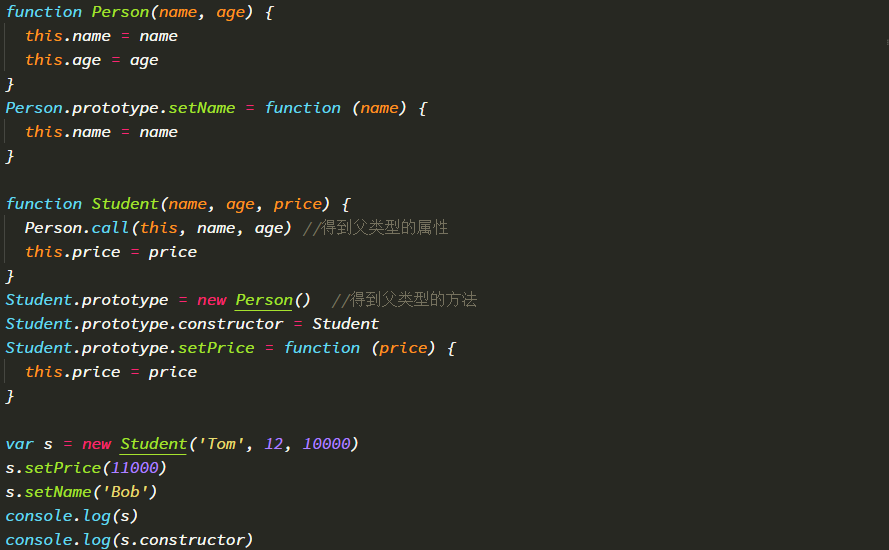 function Person(name, age) {
  this.name = name
  this.age = age
}
Person.prototype.setName = function (name) {
  this.name = name
}

function Student(name, age, price) {
  Person.call(this, name, age) //得到父类型的属性
  this.price = price
}
Student.prototype = new Person()  //得到父类型的方法
Student.prototype.constructor = Student
Student.prototype.setPrice = function (price) {
  this.price = price
}

var s = new Student('Tom', 12, 10000)
s.setPrice(11000)
s.setName('Bob')
console.log(s)
console.log(s.constructor)